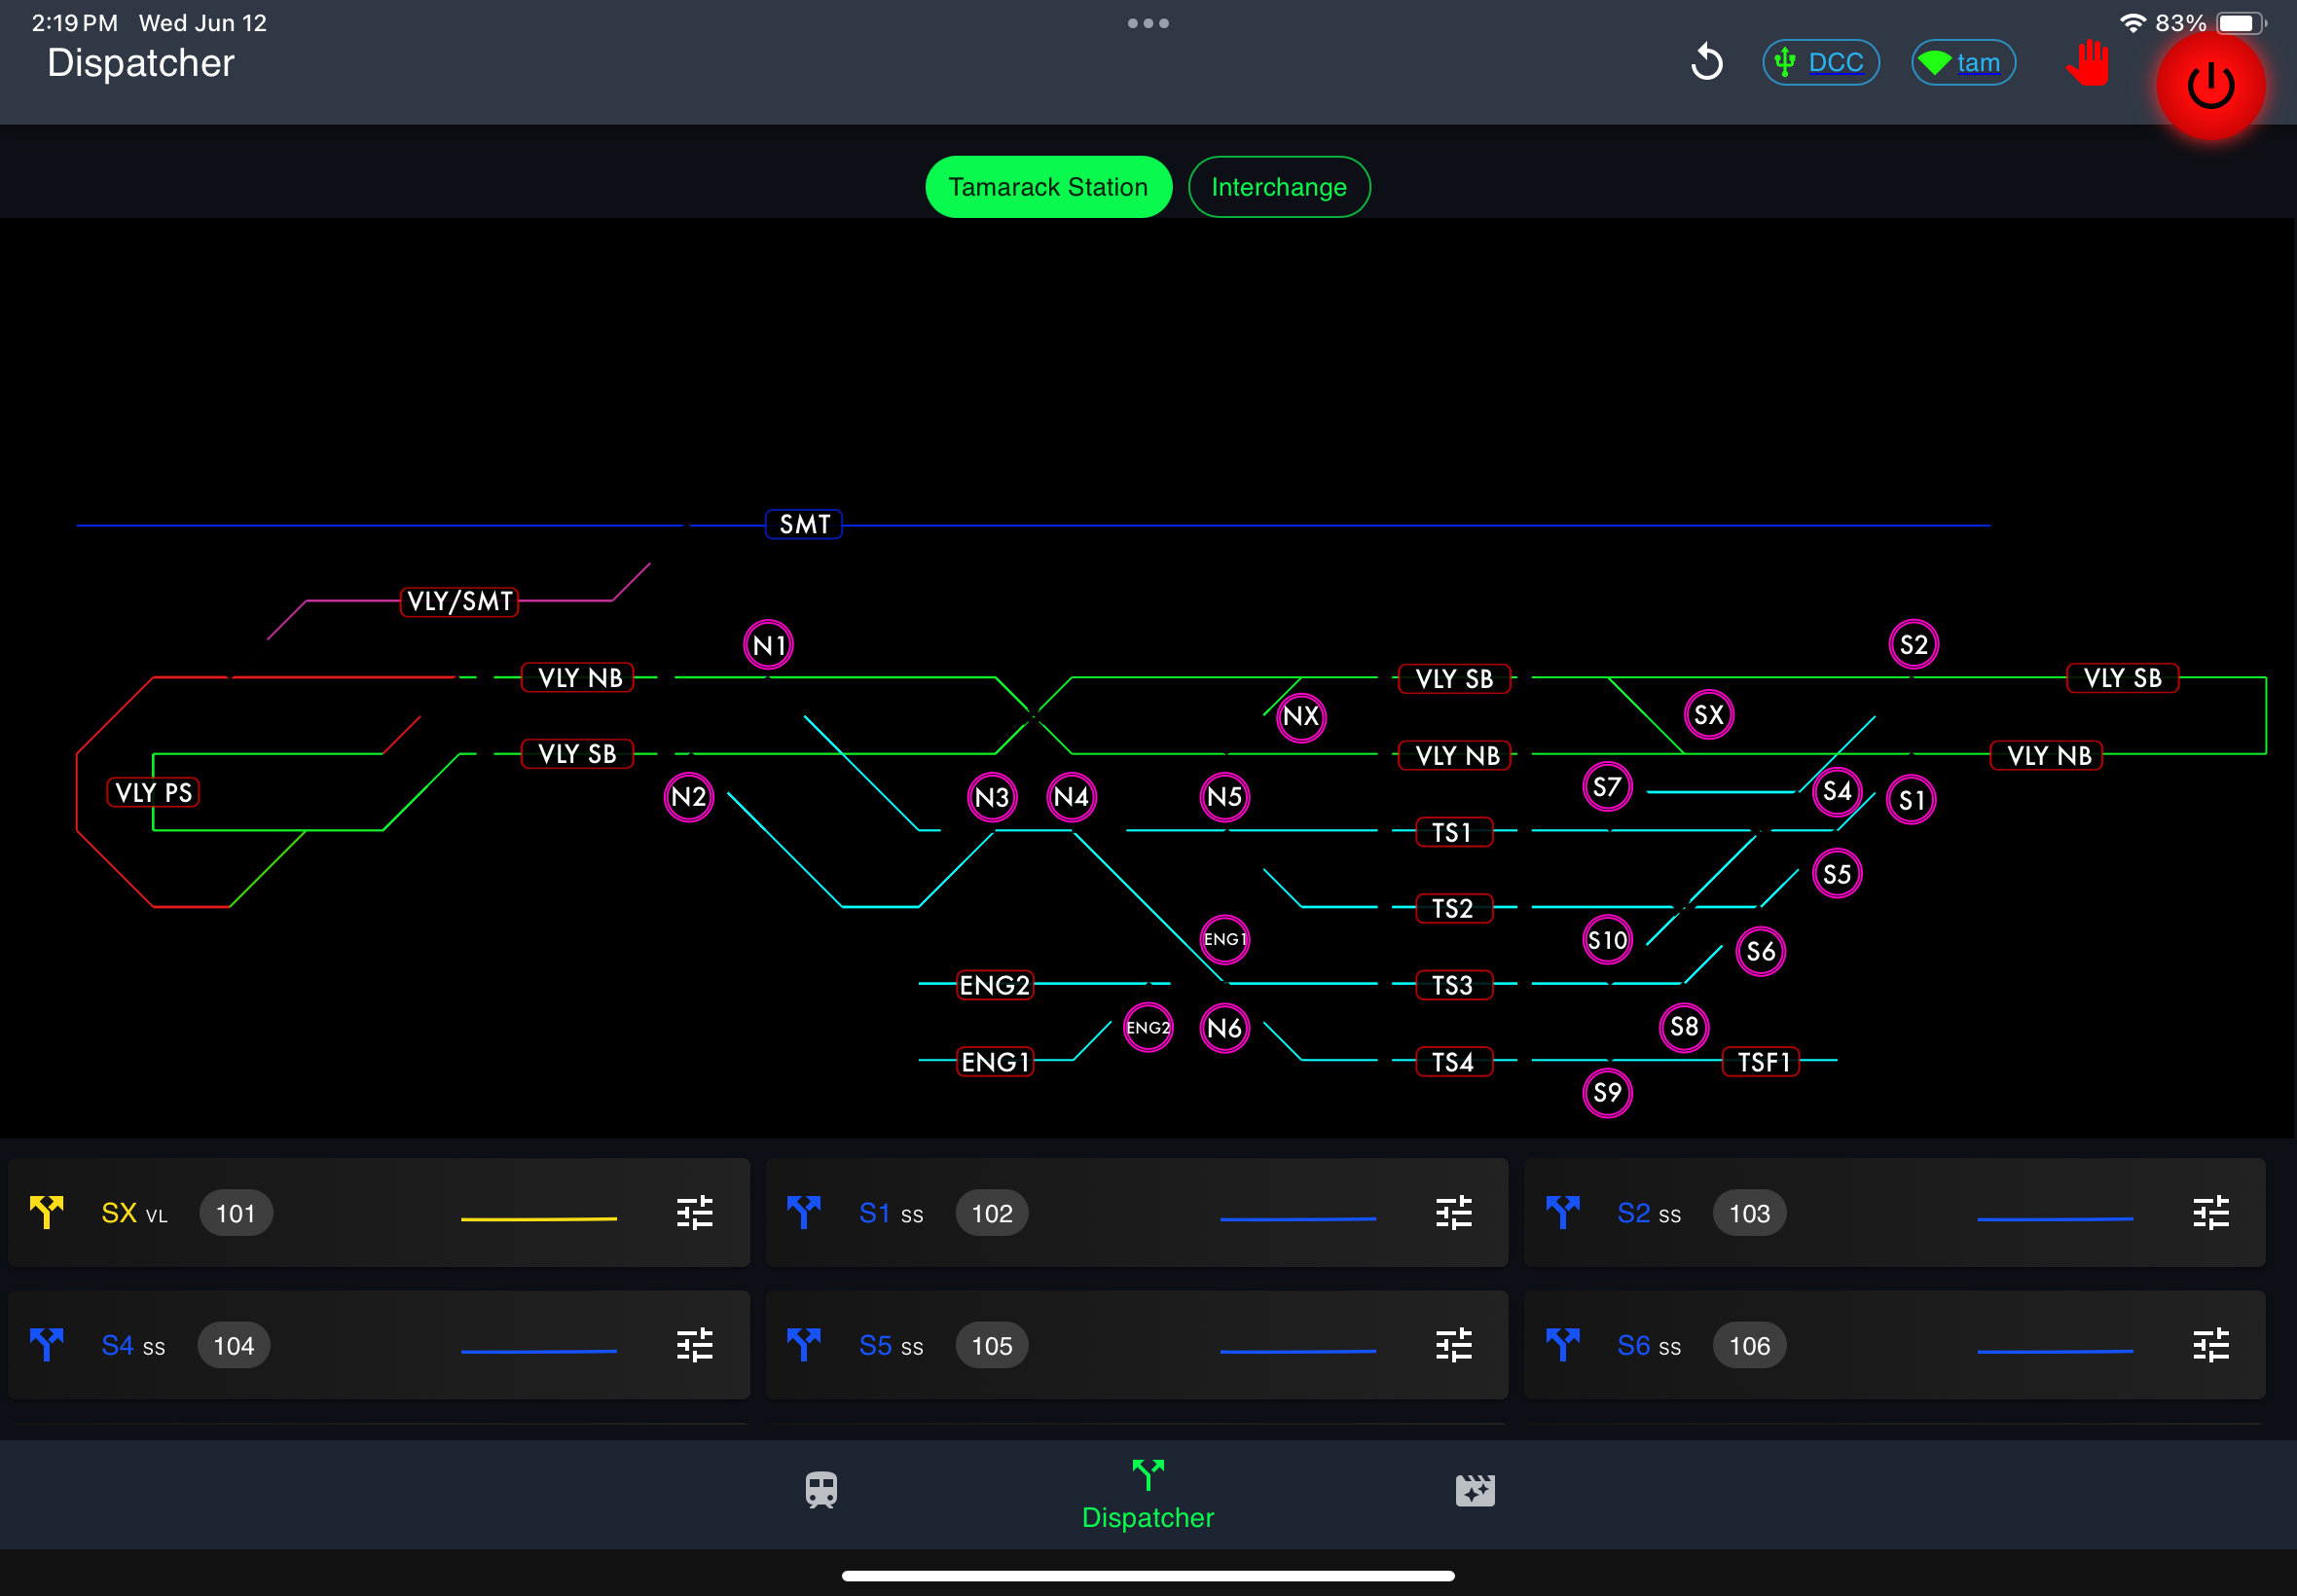 2:19 PM Wed Jun 12
83%
Dispatcher
DCC
tam
Tamarack Station
Interchange
SMT
VLY/SMT
N1
S2
VLY NB
VLY SB
VLY SB
NX
SX
VLY SB
VLY NB
VLY NB
VLY PS
N2
N3
N4
N5
S7
S4
S1
TS1
S5
TS2
ENG1
S10
S6
ENG2
TS3
ENG2
N6
S8
ENG1
TS4
TSF1
S9
SX VL 101
S1 SS 102
S2 SS 103
S4 SS 104
S5 SS 105
S6 SS 106
Dispatcher